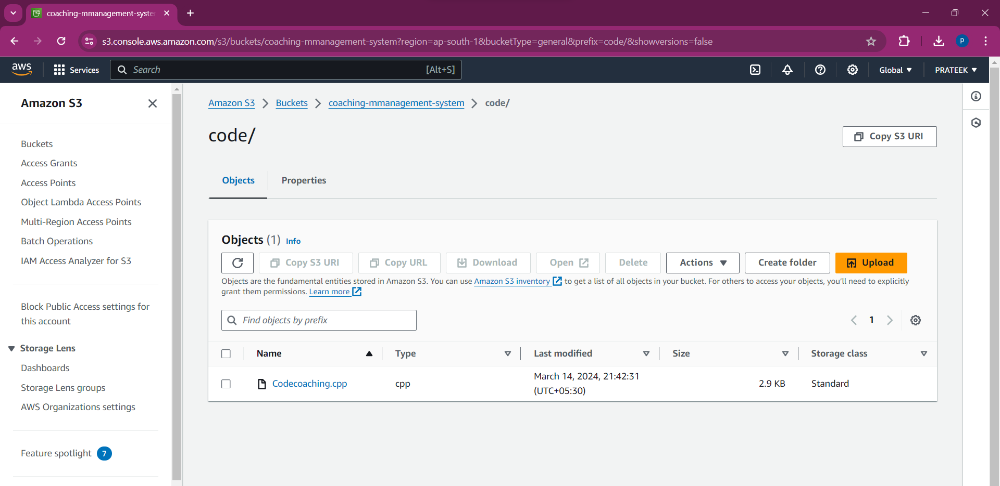 coaching-mmanagement-syste
s3.console.aws.amazon.com/s3/buckets/coaching-mmanagement-system?region=ap-south-1&bucketType=general&prefix=code/&showversions=false
p
aws
Services
Search
[Alt+S]
Global
PRATEEK
Amazon S3
Buckets
Access Grants
Access Points
Object Lambda Access Points
Multi-Region Access Points
Batch Operations
IAM Access Analyzer for S3
Block Public Access settings for
this account
Storage Lens
Dashboards
Storage Lens groups
AWS Organizations settings
Feature spotlight 7
Amazon S3 Buckets coaching-mmanagement-system code/
code/
Copy S3 URI
Objects Properties
Objects (1) Info
Copy S3 URI Copy URL Download Open Delete Actions Create folder Upload
Objects are the fundamental entities stored in Amazon S3. You can use Amazon S3 inventory to get a list of all objects in your bucket. For others to access your objects, you'll need to explicitly
grant them permissions. Learn more
Find objects by prefix
1
Name Type Last modified Size Storage class
Codecoaching.cpp cpp March 14, 2024, 21:42:31 2.9 KB Standard
(UTC+05:30)